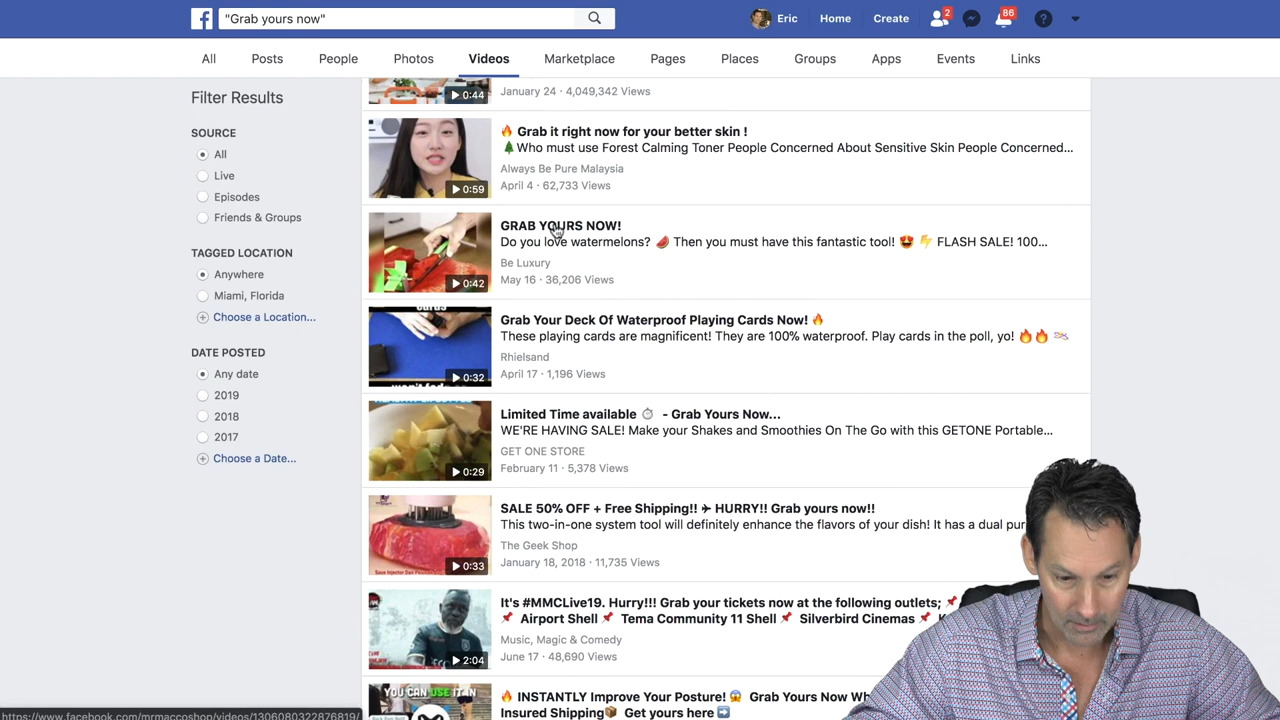 "Grab yours now"
Eric
Home
Create
2
86
All
Posts
People
Photos
Videos
Marketplace
Pages
Places
Groups
Apps
Events
Links
Filter Results
SOURCE
All
Live
Episodes
Friends & Groups
TAGGED LOCATION
Anywhere
Miami, Florida
Choose a Location...
DATE POSTED
Any date
2019
2018
2017
Choose a Date...
0:44
January 24 · 4,049,342 Views
0:59
🔥 Grab it right now for your better skin !
🌲Who must use Forest Calming Toner People Concerned About Sensitive Skin People Concerned...
Always Be Pure Malaysia
April 4 · 62,733 Views
0:42
GRAB YOURS NOW!
Do you love watermelons? 🍉 Then you must have this fantastic tool! 😍 ⚡ FLASH SALE! 100...
Be Luxury
May 16 · 36,206 Views
0:32
Grab Your Deck Of Waterproof Playing Cards Now! 🔥
These playing cards are magnificent! They are 100% waterproof. Play cards in the poll, yo! 🔥🔥
Rhielsand
April 17 · 1,196 Views
0:29
Limited Time available ⏱ - Grab Yours Now...
WE'RE HAVING SALE! Make your Shakes and Smoothies On The Go with this GETONE Portable...
GET ONE STORE
February 11 · 5,378 Views
0:33
SALE 50% OFF + Free Shipping!! ✈ HURRY!! Grab yours now!!
This two-in-one system tool will definitely enhance the flavors of your dish! It has a dual pur
The Geek Shop
January 18, 2018 · 11,735 Views
2:04
It's #MMCLive19. Hurry!!! Grab your tickets now at the following outlets; 📌
📌 Airport Shell 📌 Tema Community 11 Shell 📌 Silverbird Cinemas 📌 K
Music, Magic & Comedy
June 17 · 48,690 Views
YOU CAN USE IT IN
🔥 INSTANTLY Improve Your Posture! 😱 Grab Yours Now Wh
Insured Shipping📦 Get yours here ➡
https://www.facebook.com/mrmaccoshop/videos/1306080322876819/